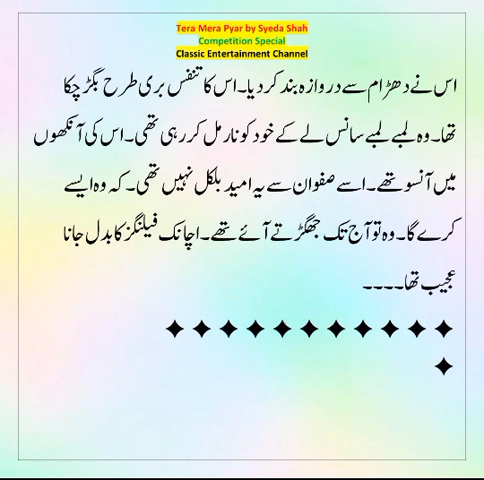 Tera Mera Pyar by Syeda Shah
Competition Special
Classic Entertainment Channel
اس نے دھڑام سے دروازہ بند کر دیا۔ اس کا تنفس بری طرح بگڑ چکا
تھا۔ وہ لمبے لمبے سانس لے کے خود کو نارمل کر رہی تھی۔ اس کی آنکھوں
میں آنسو تھے۔ اسے صفوان سے یہ امید بلکل نہیں تھی۔ کہ وہ ایسے
کرے گا۔ وہ تو آج تک جھگڑتے آئے تھے۔ اچانک فیلنگز کا بدل جانا
عجیب تھا۔۔۔۔
✦ ✦ ✦ ✦ ✦ ✦ ✦ ✦ ✦ ✦ ✦
✦